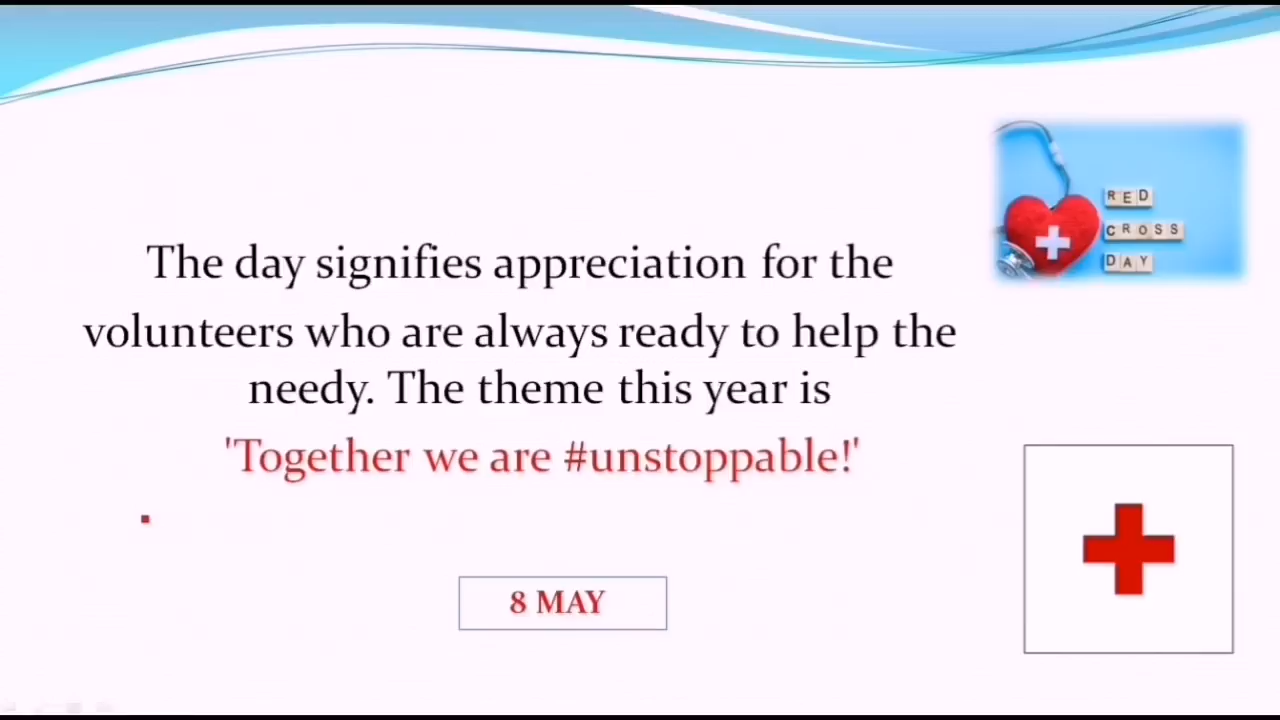 RED
CROSS
DAY
The day signifies appreciation for the
volunteers who are always ready to help the
needy. The theme this year is
'Together we are #unstoppable!'
8 MAY